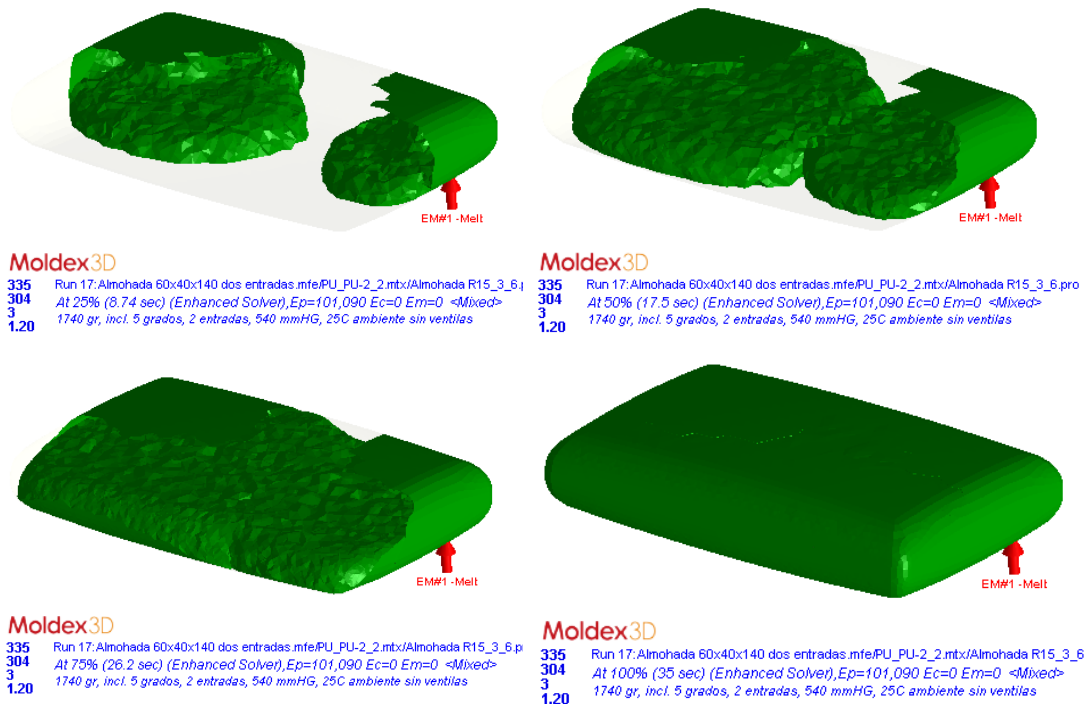 EM#1 -Melt
Moldex3D
335
304
3
1.20
Run 17:Almohada 60x40x140 dos entradas.mfe/PU_PU-2_2.mtx/Almohada R15_3_6.p
At 25% (8.74 sec) (Enhanced Solver),Ep=101,090 Ec=0 Em=0 <Mixed>
1740 gr, incl. 5 grados, 2 entradas, 540 mmHG, 25C ambiente sin ventilas
EM#1 -Melt
Moldex3D
335
304
3
1.20
Run 17:Almohada 60x40x140 dos entradas.mfe/PU_PU-2_2.mtx/Almohada R15_3_6.pro
At 50% (17.5 sec) (Enhanced Solver),Ep=101,090 Ec=0 Em=0 <Mixed>
1740 gr, incl. 5 grados, 2 entradas, 540 mmHG, 25C ambiente sin ventilas
EM#1 -Melt
Moldex3D
335
304
3
1.20
Run 17:Almohada 60x40x140 dos entradas.mfe/PU_PU-2_2.mtx/Almohada R15_3_6.p
At 75% (26.2 sec) (Enhanced Solver),Ep=101,090 Ec=0 Em=0 <Mixed>
1740 gr, incl. 5 grados, 2 entradas, 540 mmHG, 25C ambiente sin ventilas
EM#1 -Melt
Moldex3D
335
304
3
1.20
Run 17:Almohada 60x40x140 dos entradas.mfe/PU_PU-2_2.mtx/Almohada R15_3_6
At 100% (35 sec) (Enhanced Solver),Ep=101,090 Ec=0 Em=0 <Mixed>
1740 gr, incl. 5 grados, 2 entradas, 540 mmHG, 25C ambiente sin ventilas